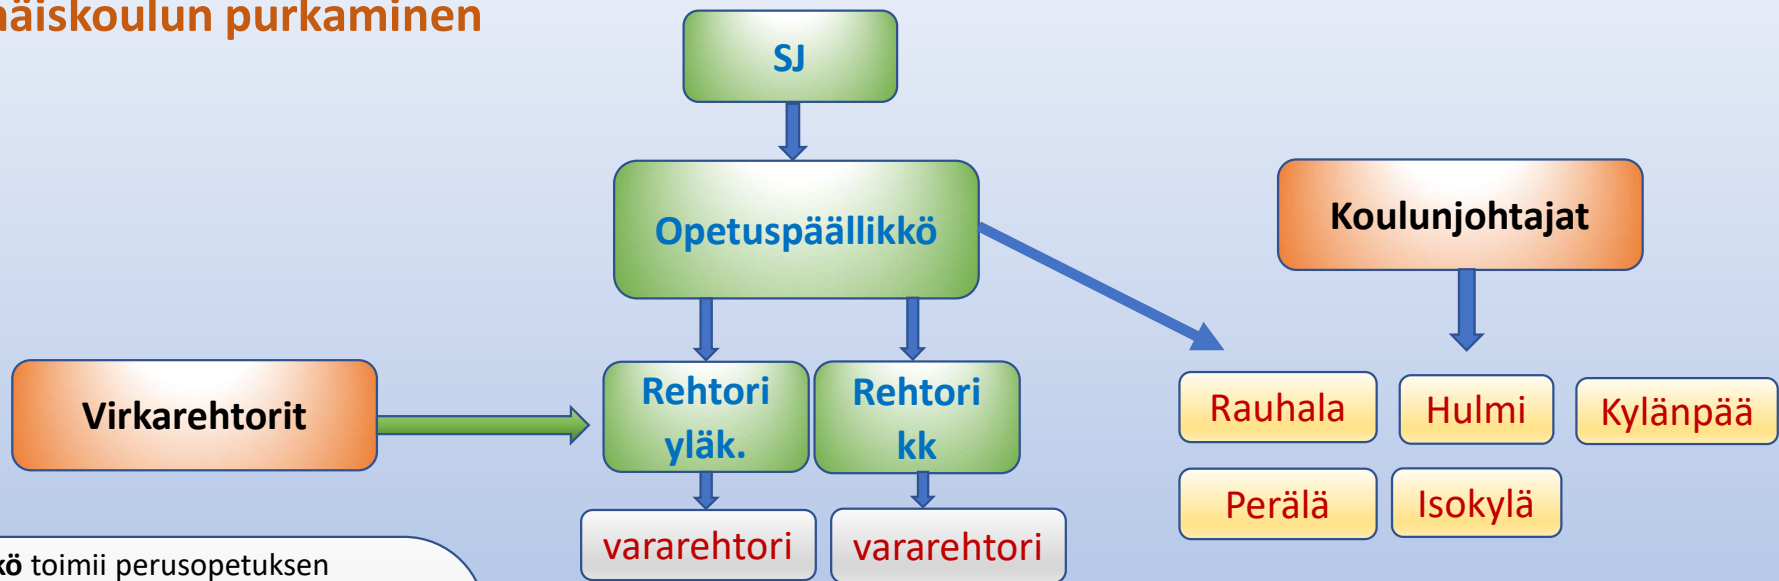 äiskoulun purkaminen
SJ
Opetuspäällikkö
Koulunjohtajat
Virkarehtorit
Rehtori
yläk.
Rehtori
kk
Rauhala
Hulmi
Kylänpää
Perälä
Isokylä
vararehtori
vararehtori
kö toimii perusopetuksen